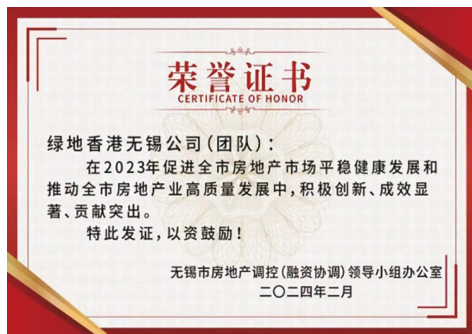 荣誉证书
CERTIFICATE OF HONOR
绿地香港无锡公司(团队):
在2023年促进全市房地产市场平稳健康发展和
推动全市房地产业高质量发展中,积极创新、成效显
著、贡献突出。
特此发证,以资鼓励!
无锡市房地产调控(融资协调)领导小组办公室
二〇二四年二月